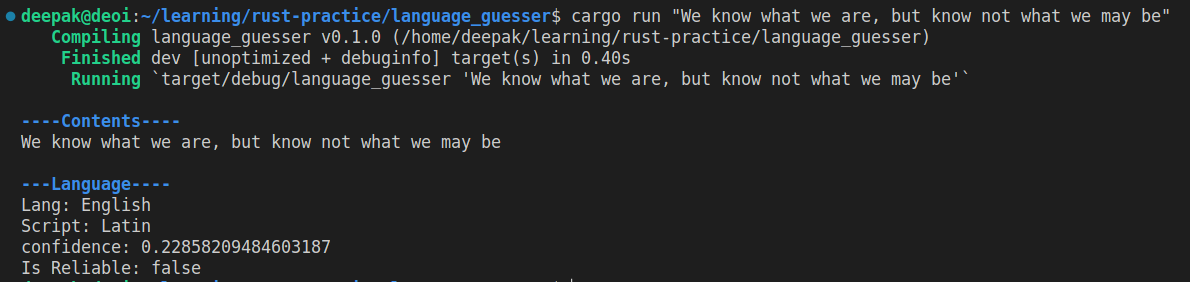 deepak@deoi:~/learning/rust-practice/language_guesser$ cargo run "We know what we are, but know not what we may be"
Compiling language_guesser v0.1.0 (/home/deepak/learning/rust-practice/language_guesser)
Finished dev [unoptimized + debuginfo] target(s) in 0.40s
Running `target/debug/language_guesser 'We know what we are, but know not what we may be'`
----Contents----
We know what we are, but know not what we may be
---Language----
Lang: English
Script: Latin
confidence: 0.22858209484603187
Is Reliable: false